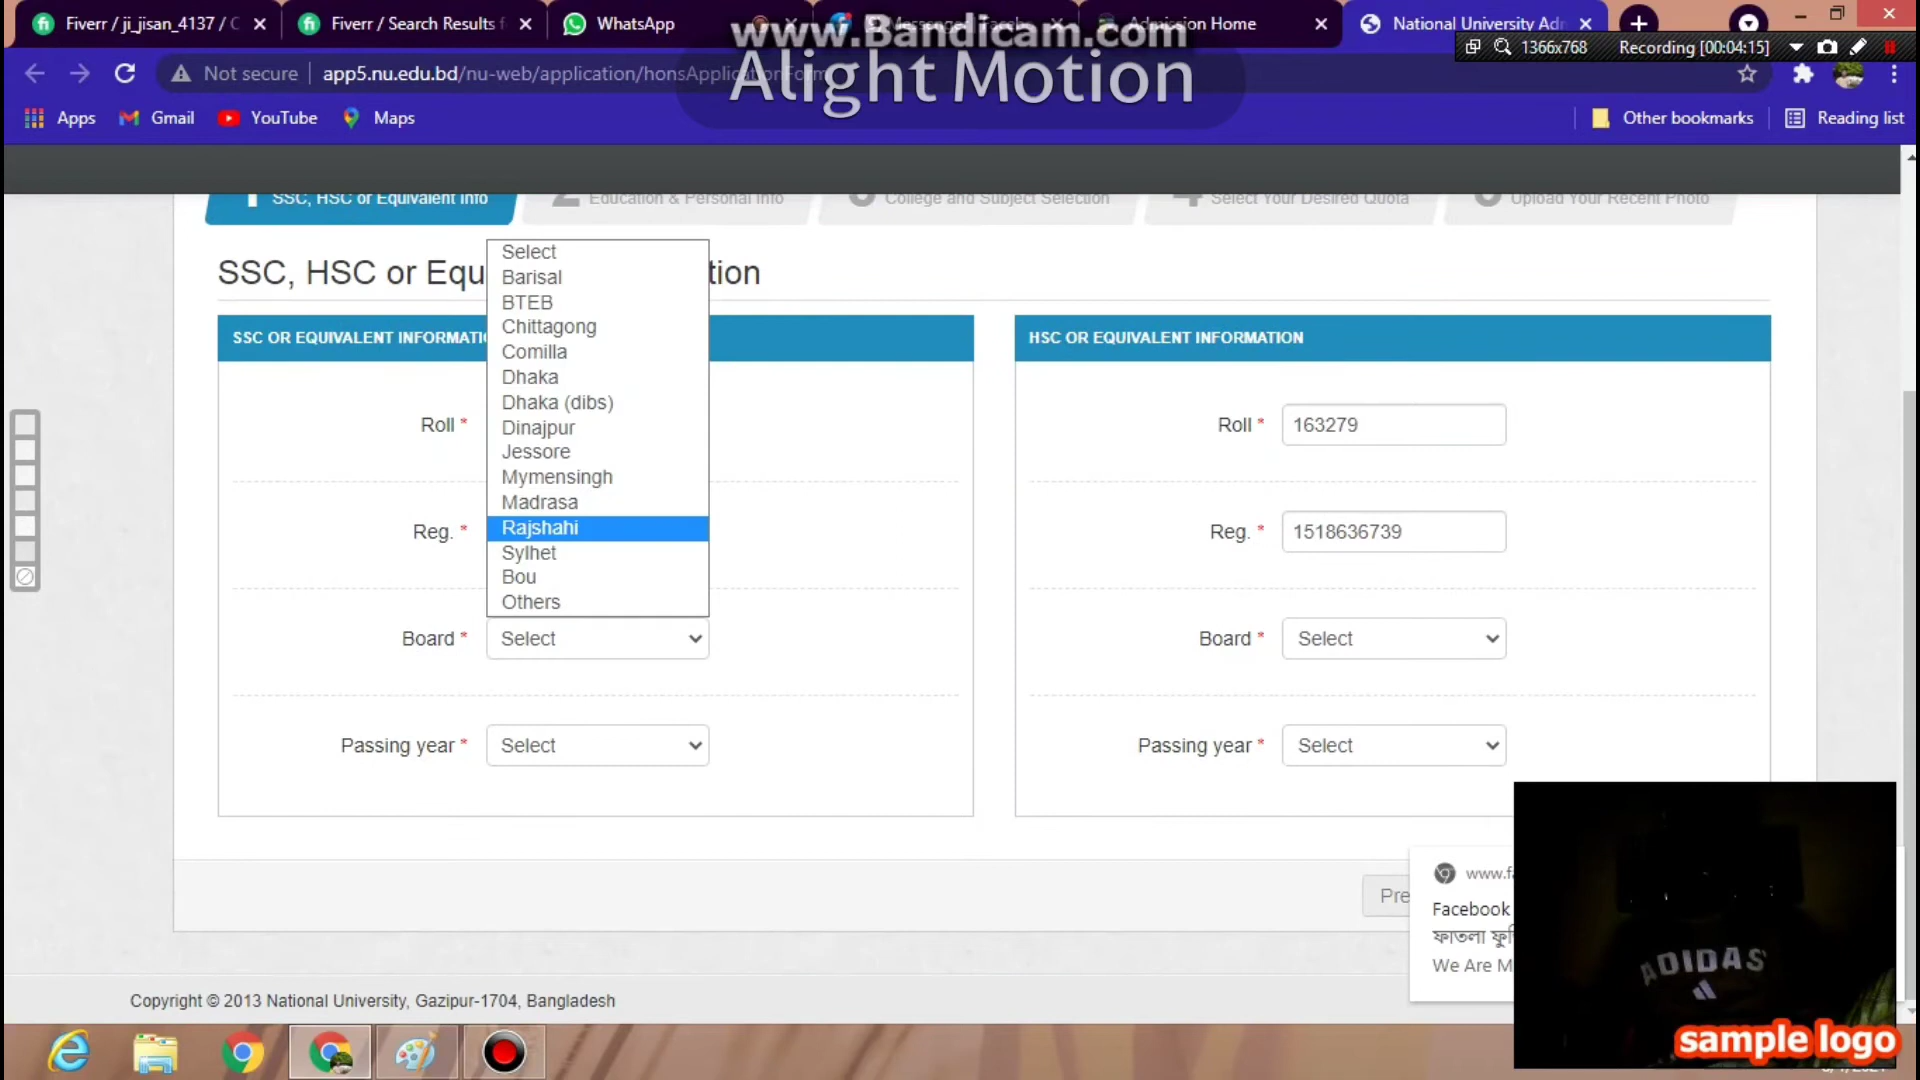 Fiverr / ji_jisan_4137 /
Fiverr / Search Results
WhatsApp
Admission Home
National University Ad
www.Bandicam.com
Alight Motion
1366x768
Recording [00:04:15]
Not secure
app5.nu.edu.bd/nu-web/application/honsApplicationForm
Apps
Gmail
YouTube
Maps
Other bookmarks
Reading list
1 SSC, HSC or Equivalent Info
2 Education & Personal Info
College and Subject Selection
4 Select Your Desired Quota
Upload Your Recent Photo
SSC, HSC or Equ
tion
Select
Barisal
BTEB
Chittagong
Comilla
Dhaka
Dhaka (dibs)
Dinajpur
Jessore
Mymensingh
Madrasa
Rajshahi
Sylhet
Bou
Others
SSC OR EQUIVALENT INFORMATI
Roll *
Reg. *
Board *
Select
Passing year *
Select
HSC OR EQUIVALENT INFORMATION
Roll *
163279
Reg. *
1518636739
Board *
Select
Passing year *
Select
Pre
www.f
Facebook
We Are M
ADIDAS
sample logo
Copyright © 2013 National University, Gazipur-1704, Bangladesh